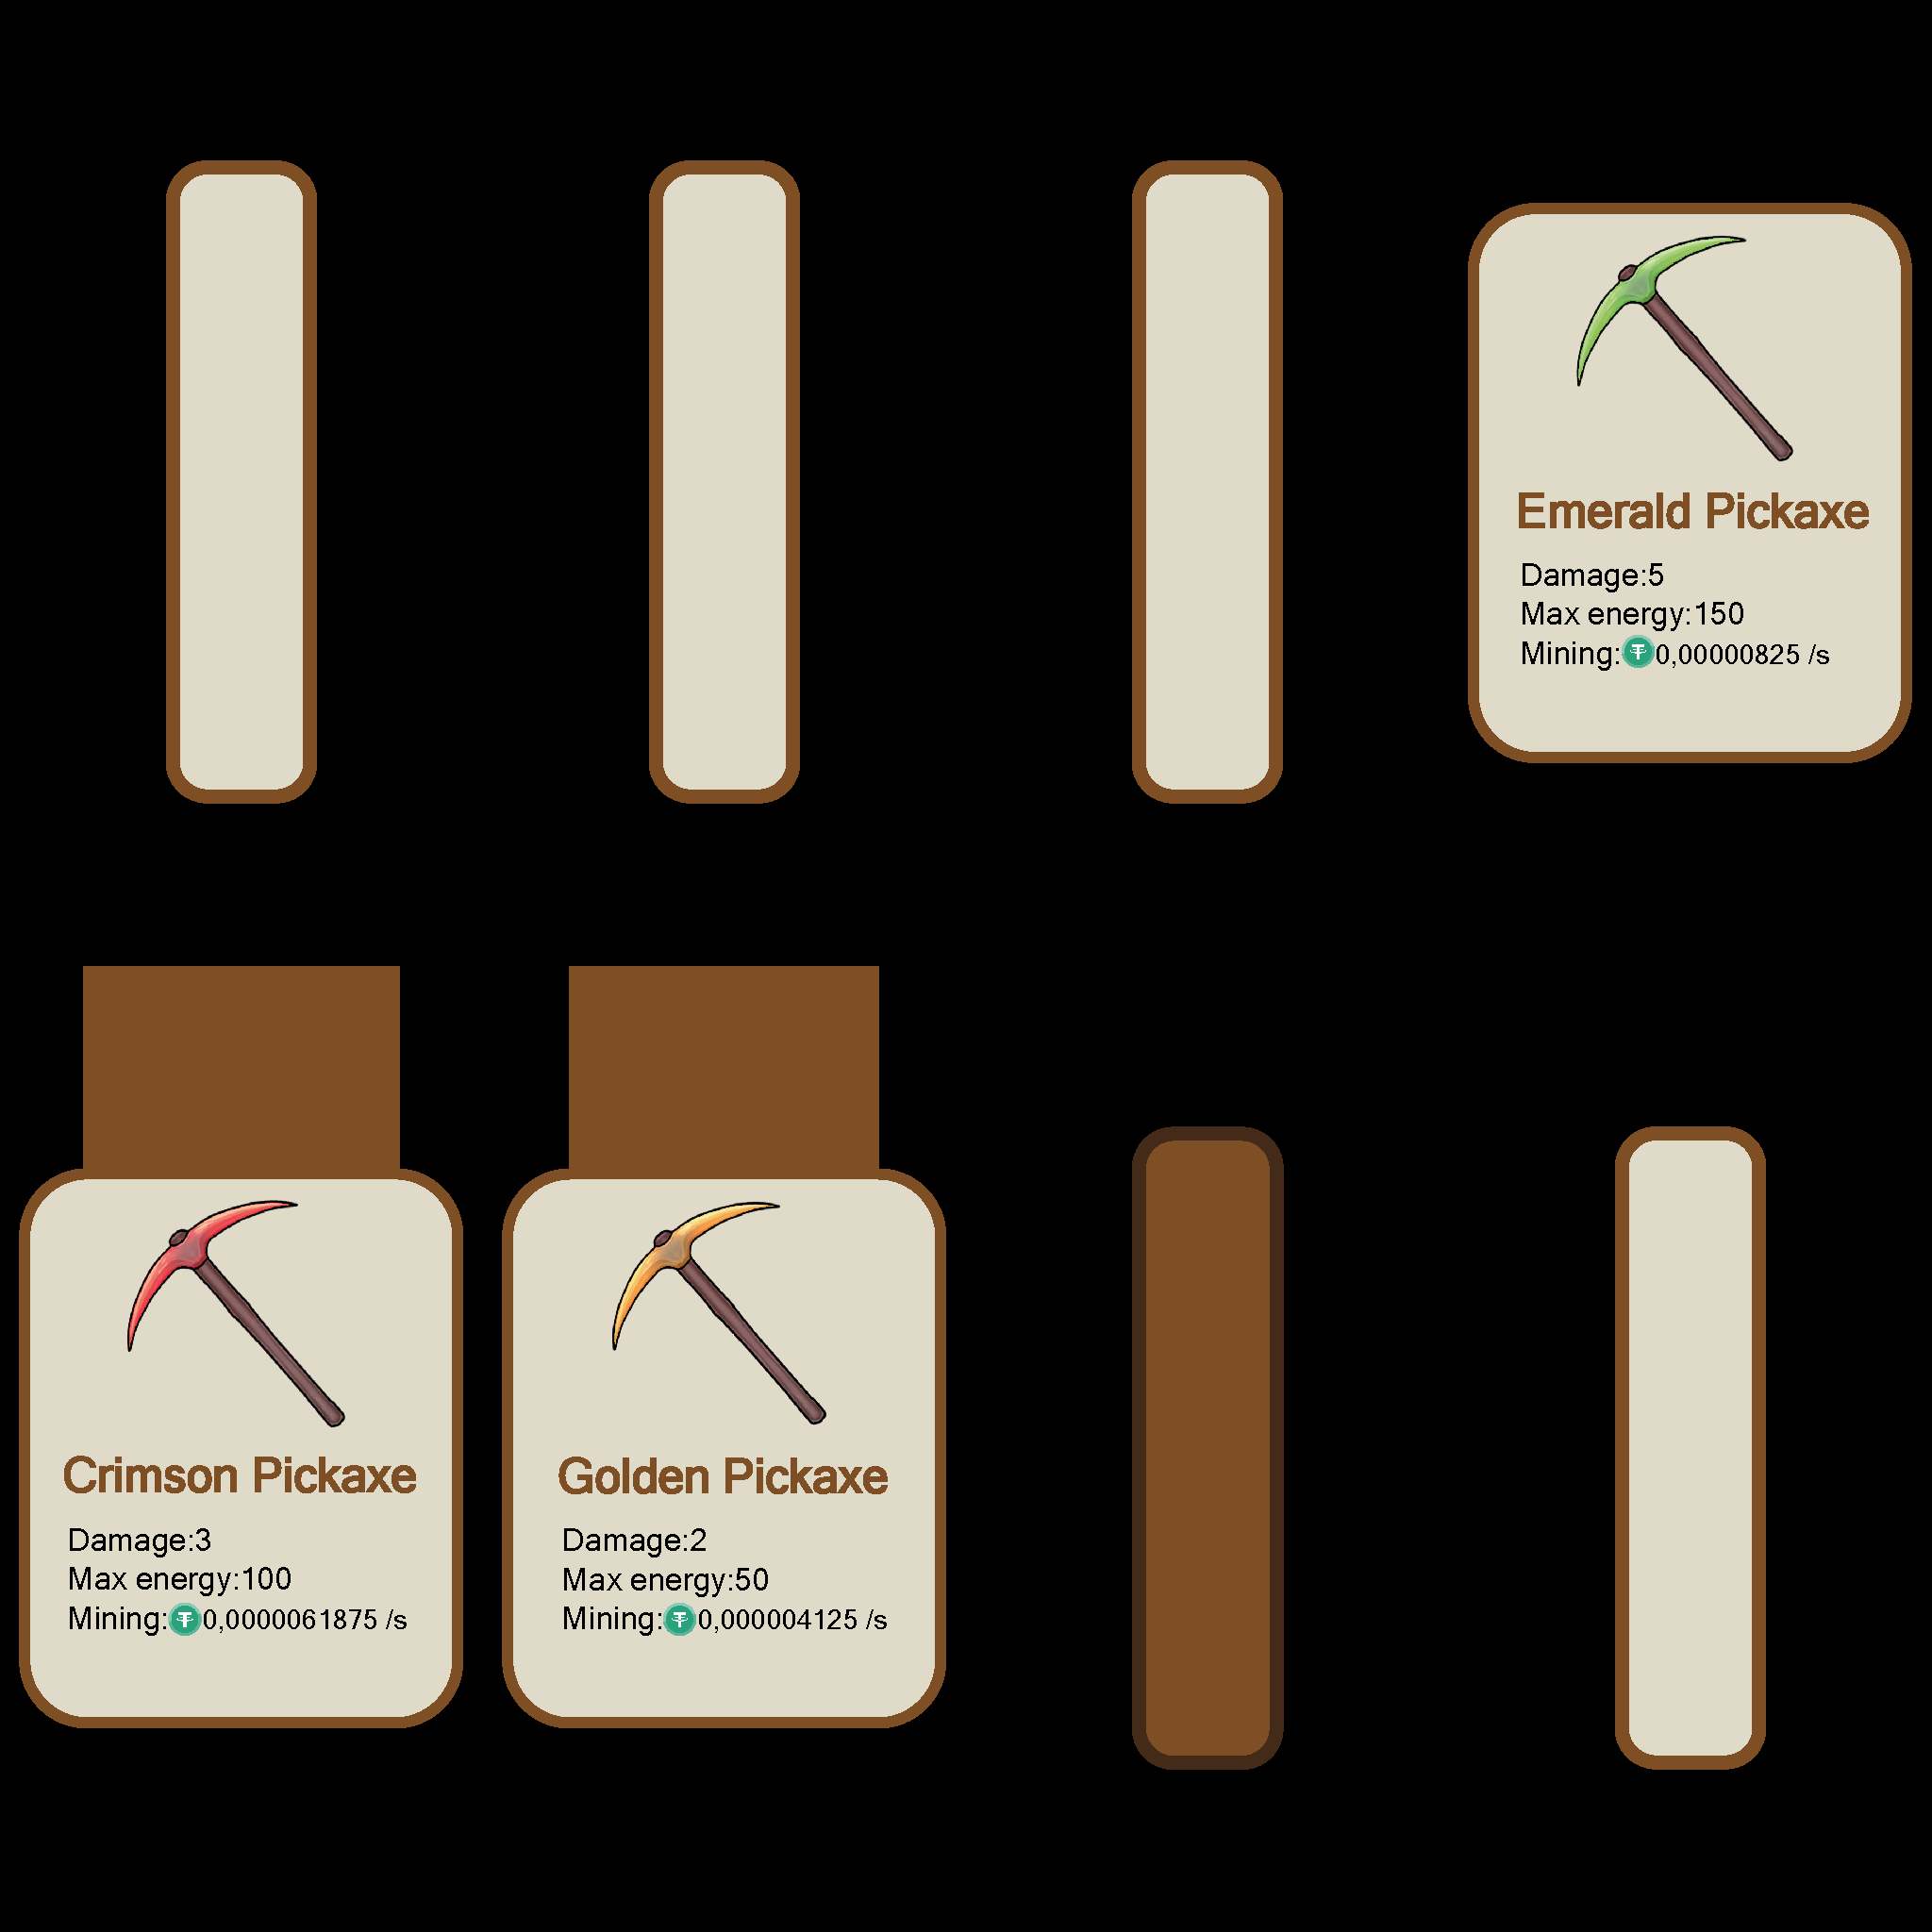 Emerald Pickaxe
Damage:5
Max energy:150
Mining:0,00000825 /s
Crimson Pickaxe
Damage:3
Max energy:100
Mining:0,0000061875 /s
Golden Pickaxe
Damage:2
Max energy:50
Mining:0,000004125 /s